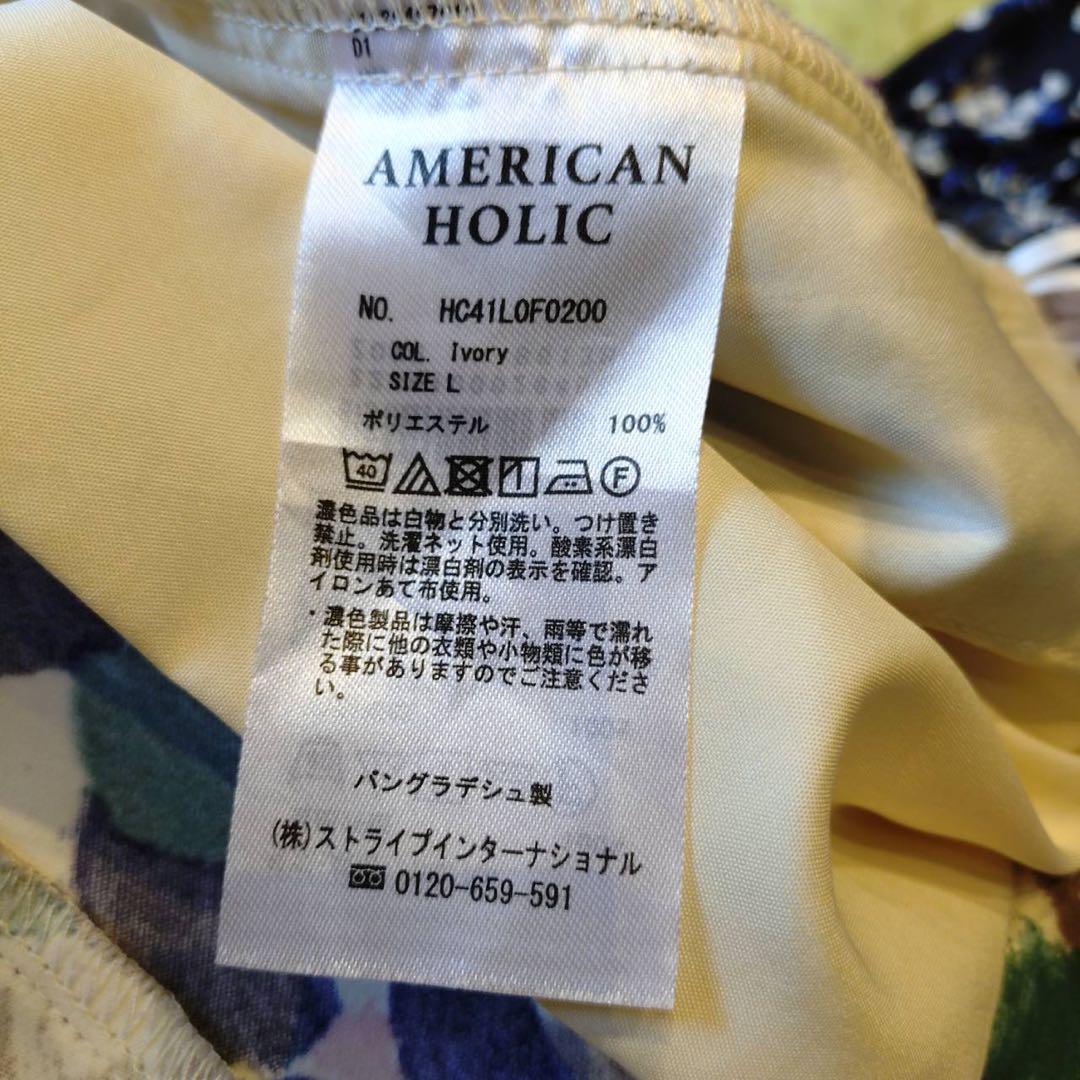 D1
AMERICAN
HOLIC
NO. HC41L0F0200
COL. Ivory
SIZE L
ポリエステル 100%
40 F
濃色品は白物と分別洗い。つけ置き
禁止。洗濯ネット使用。酸素系漂白
剤使用時は漂白剤の表示を確認。ア
イロンあて布使用。
・濃色製品は摩擦や汗、雨等で濡れ
た際に他の衣類や小物類に色が移
る事がありますのでご注意くださ
い。
バングラデシュ製
(株)ストライプインターナショナル
0120-659-591